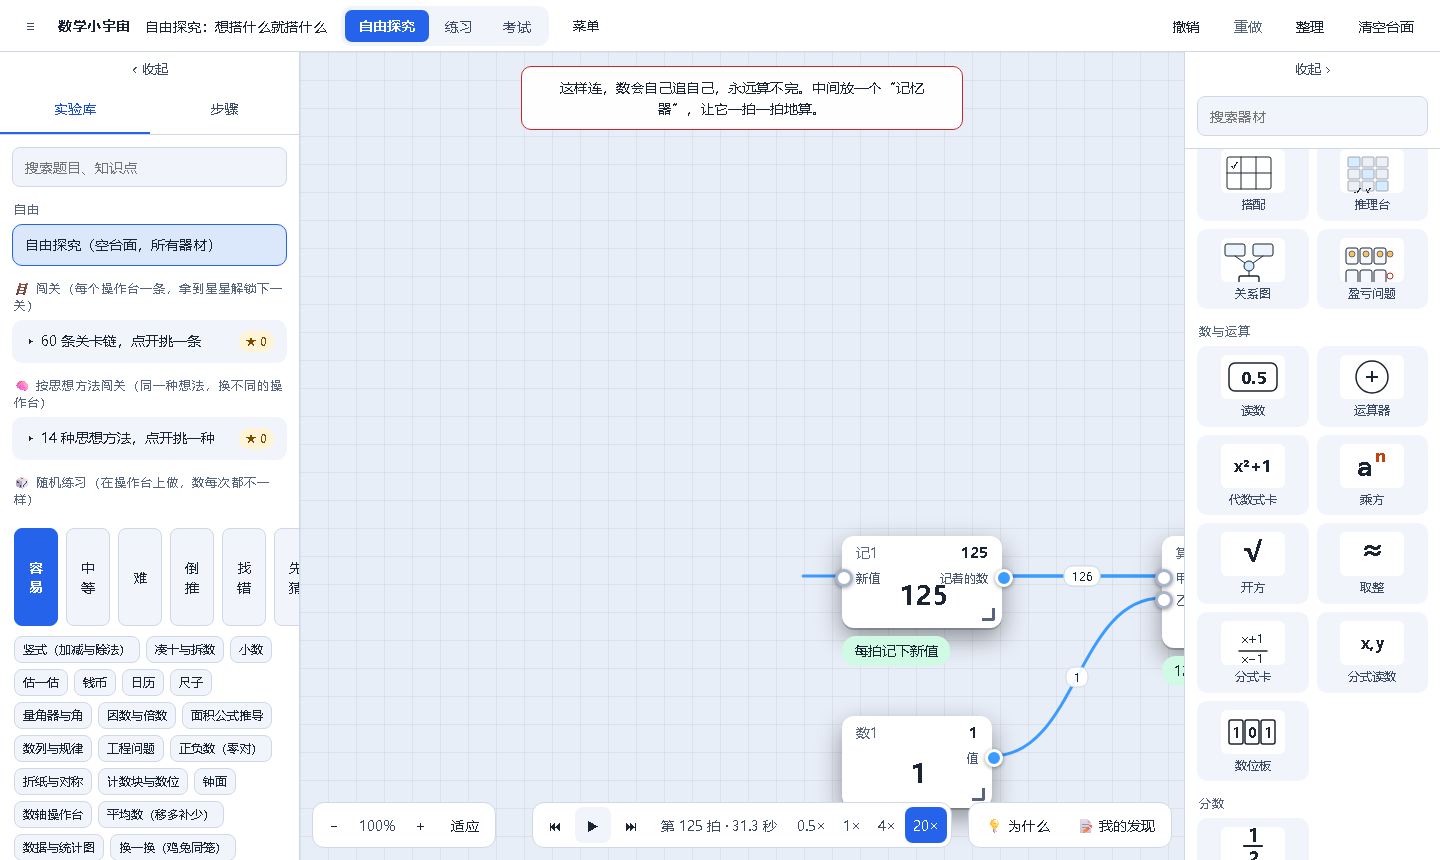 ≡ 数学小宇宙 自由探究：想搭什么就搭什么 自由探究 练习 考试 菜单 撤销 重做 整理 清空台面
‹ 收起
实验库 步骤
搜索题目、知识点
自由
自由探究（空台面，所有器材）
闯关（每个操作台一条，拿到星星解锁下一
关）
▸ 60 条关卡链，点开挑一条 ★ 0
按思想方法闯关（同一种想法，换不同的操
作台）
▸ 14 种思想方法，点开挑一种 ★ 0
随机练习（在操作台上做，数每次都不一
样）
容易 中等 难 倒推 找错 先猜
竖式（加减与除法） 凑十与拆数 小数
估一估 钱币 日历 尺子
量角器与角 因数与倍数 面积公式推导
数列与规律 工程问题 正负数（零对）
折纸与对称 计数块与数位 钟面
数轴操作台 平均数（移多补少）
数据与统计图 换一换（鸡兔同笼）
这样连，数会自己追自己，永远算不完。中间放一个“记忆
器”，让它一拍一拍地算。
记1 125
新值 记着的数
125
每拍记下新值
126
1
数1 1
值
1
算
甲
乙
12
− 100% + 适应
⏮ ▶ ⏭ 第 125 拍 · 31.3 秒 0.5× 1× 4× 20×
为什么 我的发现
收起 ›
搜索器材
搭配 推理台
关系图 盈亏问题
数与运算
0.5 +
读数 运算器
x²+1 aⁿ
代数式卡 乘方
√ ≈
开方 取整
x+1
x−1 x,y
分式卡 分式读数
1 0 1
数位板
分数
1
2